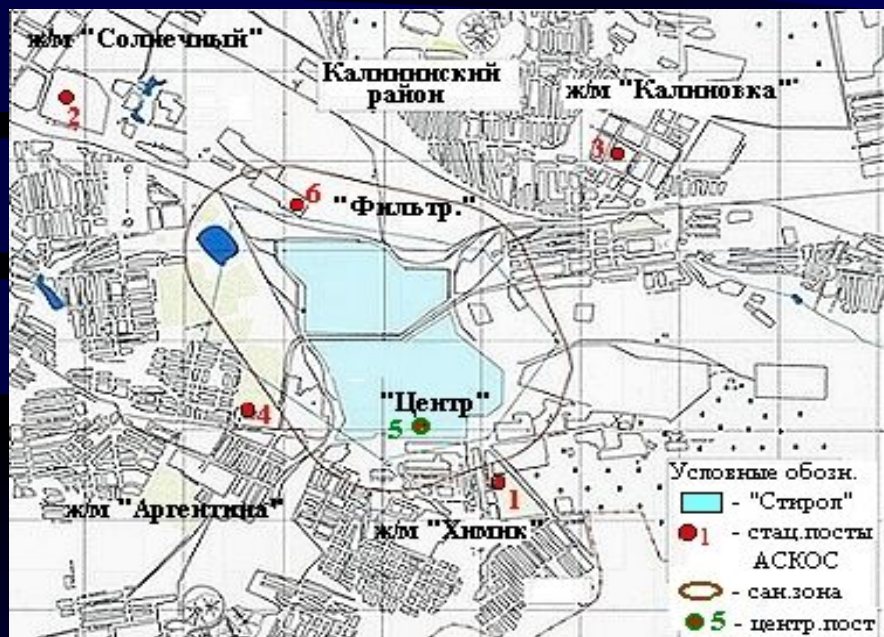 ж/м "Солнечный"
2
Калининский
район
ж/м "Калиновка"
3
6
"Фильтр."
"Центр"
5
4
1
ж/м "Аргентина"
ж/м "Химик"
Условные обозн.
- "Стирол"
1 - стац.посты
АСКОС
- сан.зона
5 - центр.пост